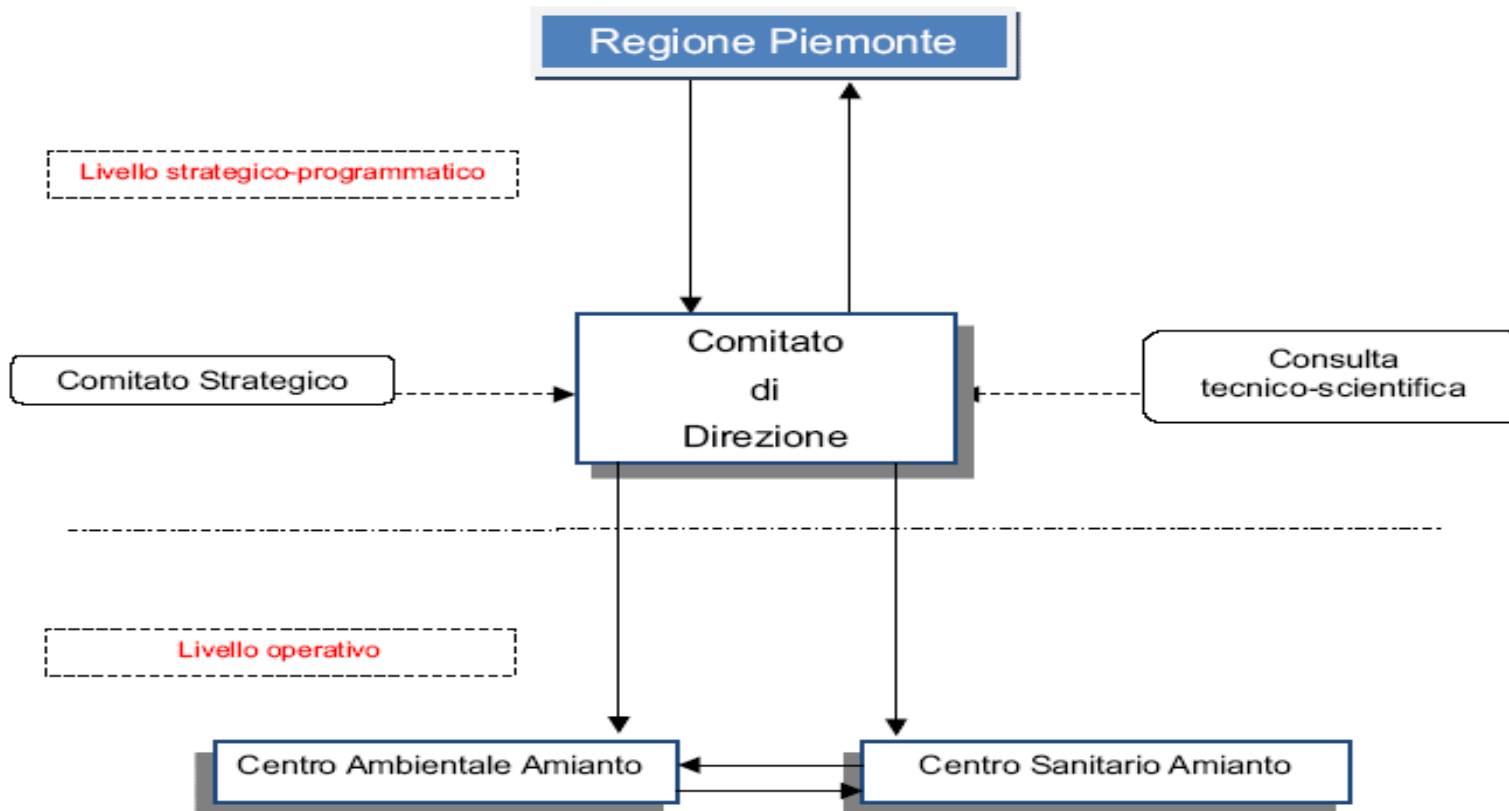 Regione Piemonte
Livello strategico-programmatico
Comitato
di
Direzione
Comitato Strategico
Consulta
tecnico-scientifica
Livello operativo
Centro Ambientale Amianto
Centro Sanitario Amianto